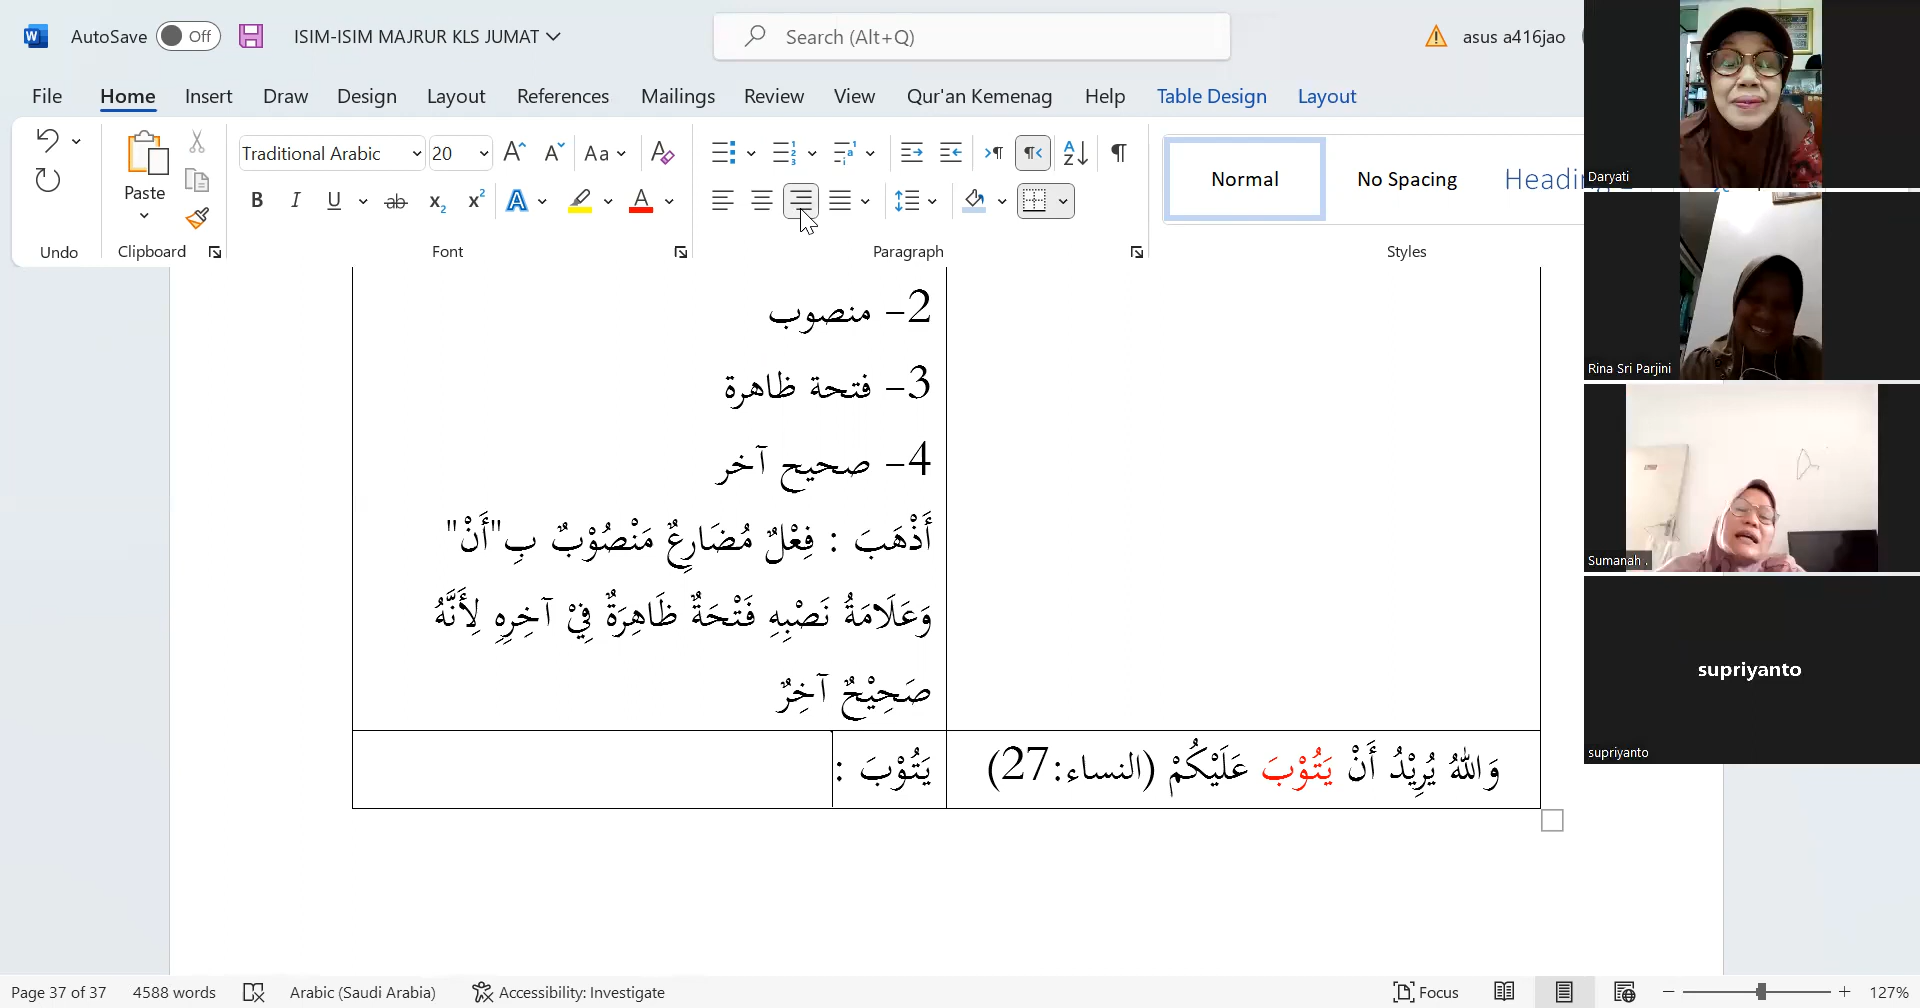 AutoSave Off ISIM-ISIM MAJRUR KLS JUMAT Search (Alt+Q) asus a416jao
File Home Insert Draw Design Layout References Mailings Review View Qur'an Kemenag Help Table Design Layout
Paste Traditional Arabic 20 Normal No Spacing Heading
Undo Clipboard Font Paragraph Styles
2- منصوب
3- فتحة ظاهرة
4- صحيح آخر
أَذْهَبَ : فِعْلٌ مُضَارِعٌ مَنْصُوْبٌ بِ"أَنْ"
وَعَلَامَةُ نَصْبِهِ فَتْحَةٌ ظَاهِرَةٌ فِيْ آخِرِهِ لِأَنَّهُ
صَحِيْحٌ آخِرٌ
وَاللهُ يُرِيْدُ أَنْ يَتُوْبَ عَلَيْكُمْ (النساء:27)
يَتُوْبَ :
Daryati
Rina Sri Parjini
Sumanah .
supriyanto
supriyanto
Page 37 of 37 4588 words Arabic (Saudi Arabia) Accessibility: Investigate Focus 127%